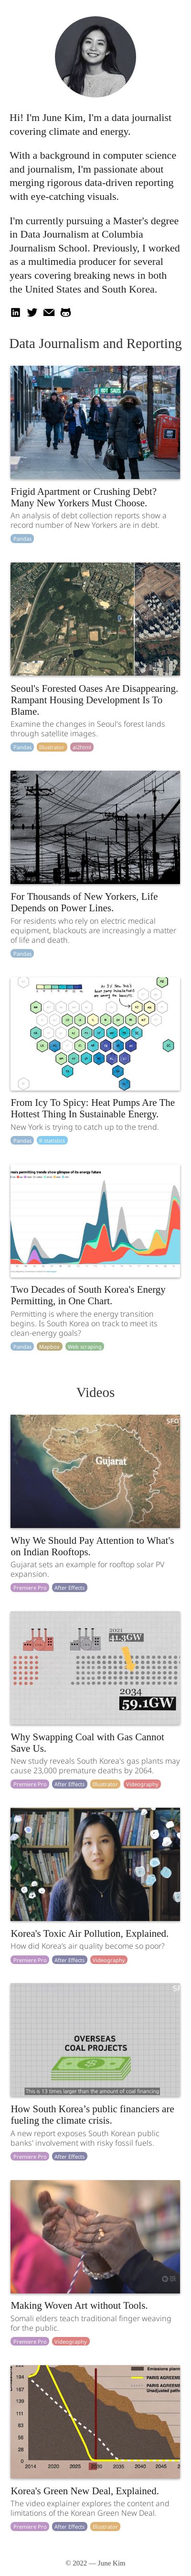 Hi! I'm June Kim, I'm a data journalist
covering climate and energy.
With a background in computer science
and journalism, I'm passionate about
merging rigorous data-driven reporting
with eye-catching visuals.
I'm currently pursuing a Master's degree
in Data Journalism at Columbia
Journalism School. Previously, I worked
as a multimedia producer for several
years covering breaking news in both
the United States and South Korea.
Data Journalism and Reporting
Frigid Apartment or Crushing Debt?
Many New Yorkers Must Choose.
An analysis of debt collection reports show a
record number of New Yorkers are in debt.
Pandas
Seoul's Forested Oases Are Disappearing.
Rampant Housing Development Is To
Blame.
Examine the changes in Seoul's forest lands
through satellite images.
Pandas Illustrator ai2html
For Thousands of New Yorkers, Life
Depends on Power Lines.
For residents who rely on electric medical
equipment, blackouts are increasingly a matter
of life and death.
Pandas
From Icy To Spicy: Heat Pumps Are The
Hottest Thing In Sustainable Energy.
New York is trying to catch up to the trend.
Pandas R statistics
Two Decades of South Korea's Energy
Permitting, in One Chart.
Permitting is where the energy transition
begins. Is South Korea on track to meet its
clean-energy goals?
Pandas Mapbox Web scraping
Videos
Gujarat
Why We Should Pay Attention to What's
on Indian Rooftops.
Gujarat sets an example for rooftop solar PV
expansion.
Premiere Pro After Effects
2021
41.3GW
2034
59.1GW
Why Swapping Coal with Gas Cannot
Save Us.
New study reveals South Korea's gas plants may
cause 23,000 premature deaths by 2064.
Premiere Pro After Effects Illustrator Videography
Korea's Toxic Air Pollution, Explained.
How did Korea's air quality become so poor?
Premiere Pro After Effects Videography
OVERSEAS
COAL PROJECTS
This is 13 times larger than the amount of coal financing
How South Korea’s public financiers are
fueling the climate crisis.
A new report exposes South Korean public
banks' involvement with risky fossil fuels.
Premiere Pro After Effects
Making Woven Art without Tools.
Somali elders teach traditional finger weaving
for the public.
Premiere Pro Videography
2014 2020 2025 2030 2035 2040
Korea's Green New Deal, Explained.
The video explainer explores the content and
limitations of the Korean Green New Deal.
Premiere Pro After Effects Illustrator
© 2022 — June Kim